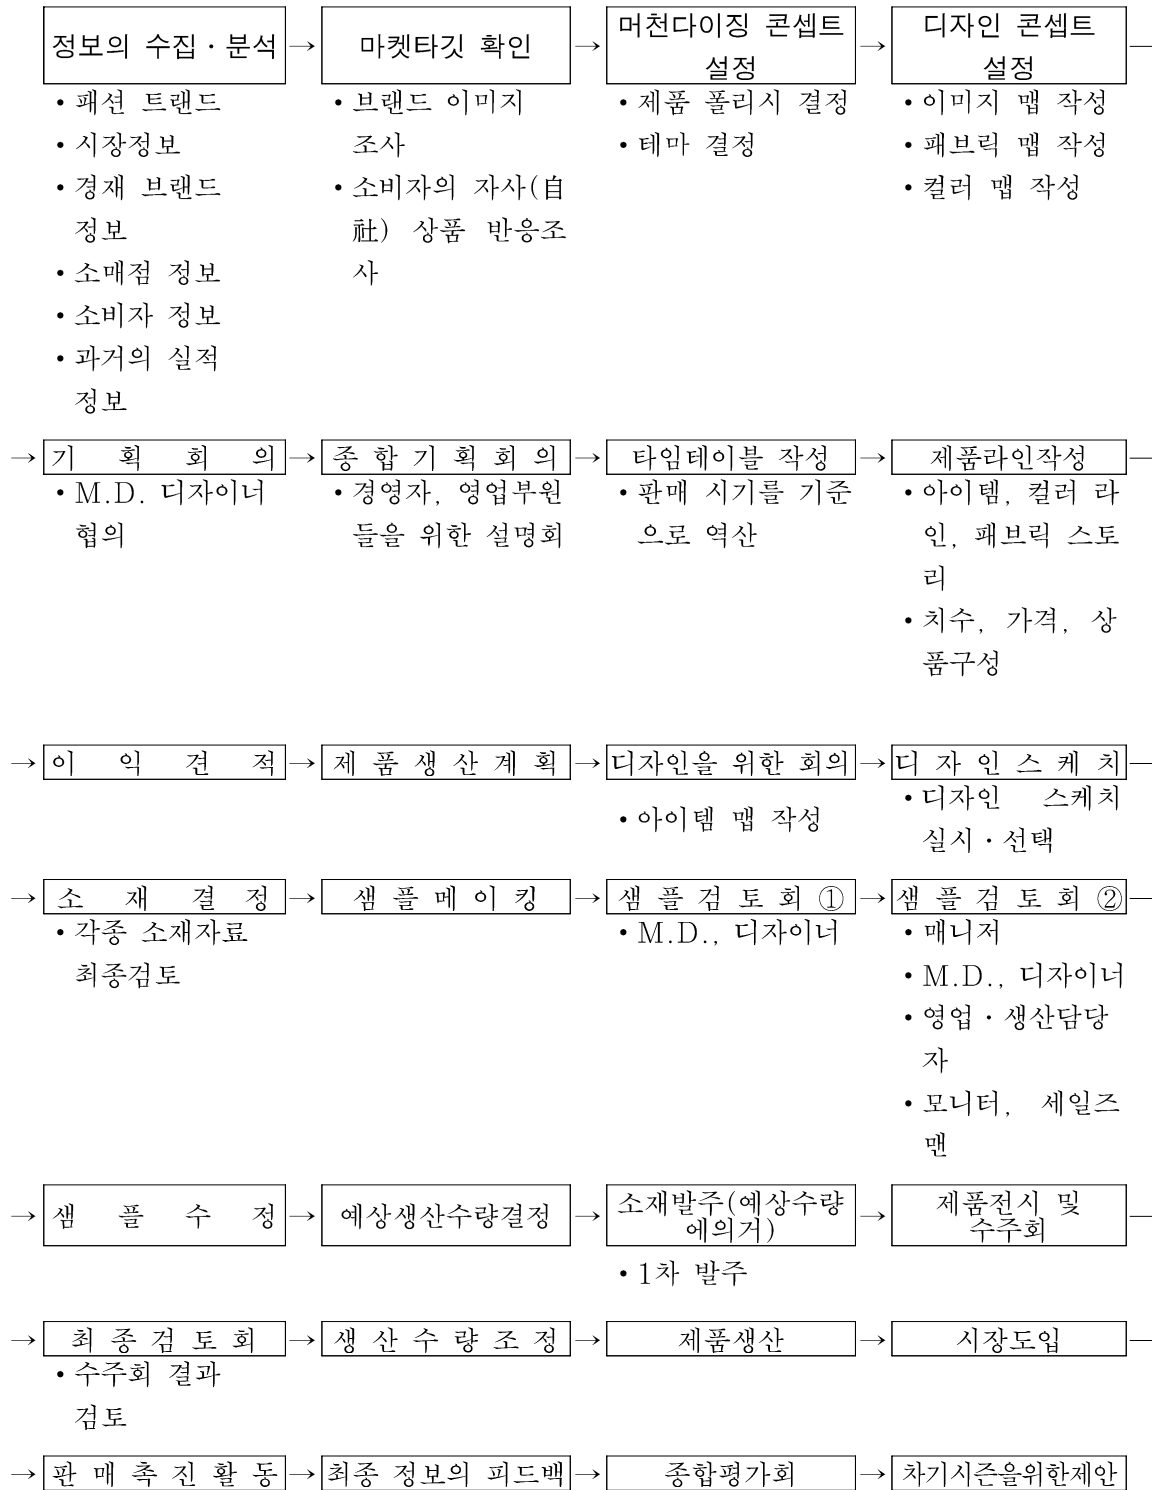 정보의 수집 · 분석 → 마켓타깃 확인 → 머천다이징 콘셉트 설정 → 디자인 콘셉트 설정 —
• 패션 트랜드
• 시장정보
• 경재 브랜드
정보
• 소매점 정보
• 소비자 정보
• 과거의 실적
정보
• 브랜드 이미지
조사
• 소비자의 자사(自
社) 상품 반응조
사
• 제품 폴리시 결정
• 테마 결정
• 이미지 맵 작성
• 패브릭 맵 작성
• 컬러 맵 작성
→ 기 획 회 의 → 종 합 기 획 회 의 → 타임테이블 작성 → 제품라인작성 —
• M.D. 디자이너
협의
• 경영자, 영업부원
들을 위한 설명회
• 판매 시기를 기준
으로 역산
• 아이템, 컬러 라
인, 패브릭 스토
리
• 치수, 가격, 상
품구성
→ 이 익 견 적 → 제 품 생 산 계 획 → 디자인을 위한 회의 → 디 자 인 스 케 치 —
• 아이템 맵 작성
• 디자인 스케치
실시 · 선택
→ 소 재 결 정 → 샘 플 메 이 킹 → 샘 플 검 토 회 ① → 샘 플 검 토 회 ② —
• 각종 소재자료
최종검토
• M.D., 디자이너
• 매니저
• M.D., 디자이너
• 영업 · 생산담당
자
• 모니터, 세일즈
맨
→ 샘 플 수 정 → 예상생산수량결정 → 소재발주(예상수량에의거) → 제품전시 및 수주회 —
• 1차 발주
→ 최 종 검 토 회 → 생 산 수 량 조 정 → 제품생산 → 시장도입 —
• 수주회 결과
검토
→ 판 매 촉 진 활 동 → 최종 정보의 피드백 → 종합평가회 → 차기시즌을위한제안